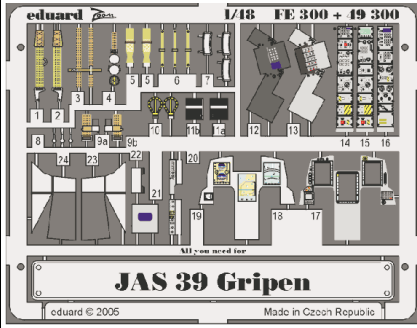 eduard Zoom 1/48 FE 300 + 49 300
1 2 3 4 5 5 6 7
8 9a 9b 10 11b 11a 12 13 14 15 16
24 23 22 21 20
19 18 17
All you need for
JAS 39 Gripen
eduard © 2005 Made in Czech Republic